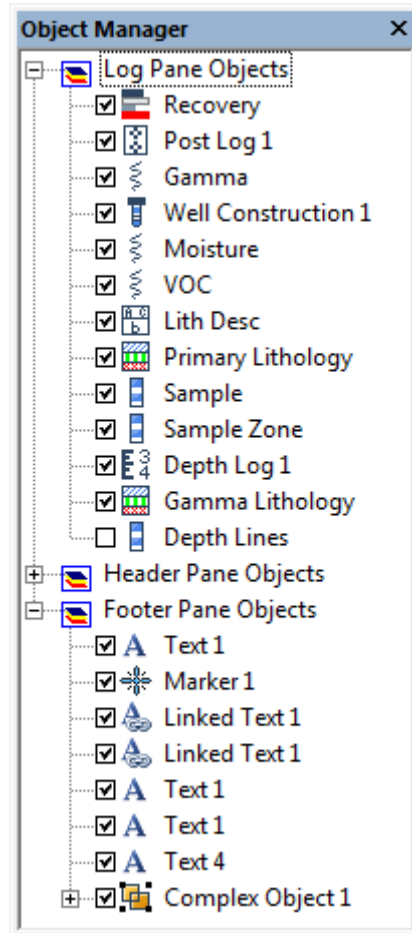 Object Manager
Log Pane Objects
Recovery
Post Log 1
Gamma
Well Construction 1
Moisture
VOC
Lith Desc
Primary Lithology
Sample
Sample Zone
Depth Log 1
Gamma Lithology
Depth Lines
Header Pane Objects
Footer Pane Objects
Text 1
Marker 1
Linked Text 1
Linked Text 1
Text 1
Text 1
Text 4
Complex Object 1